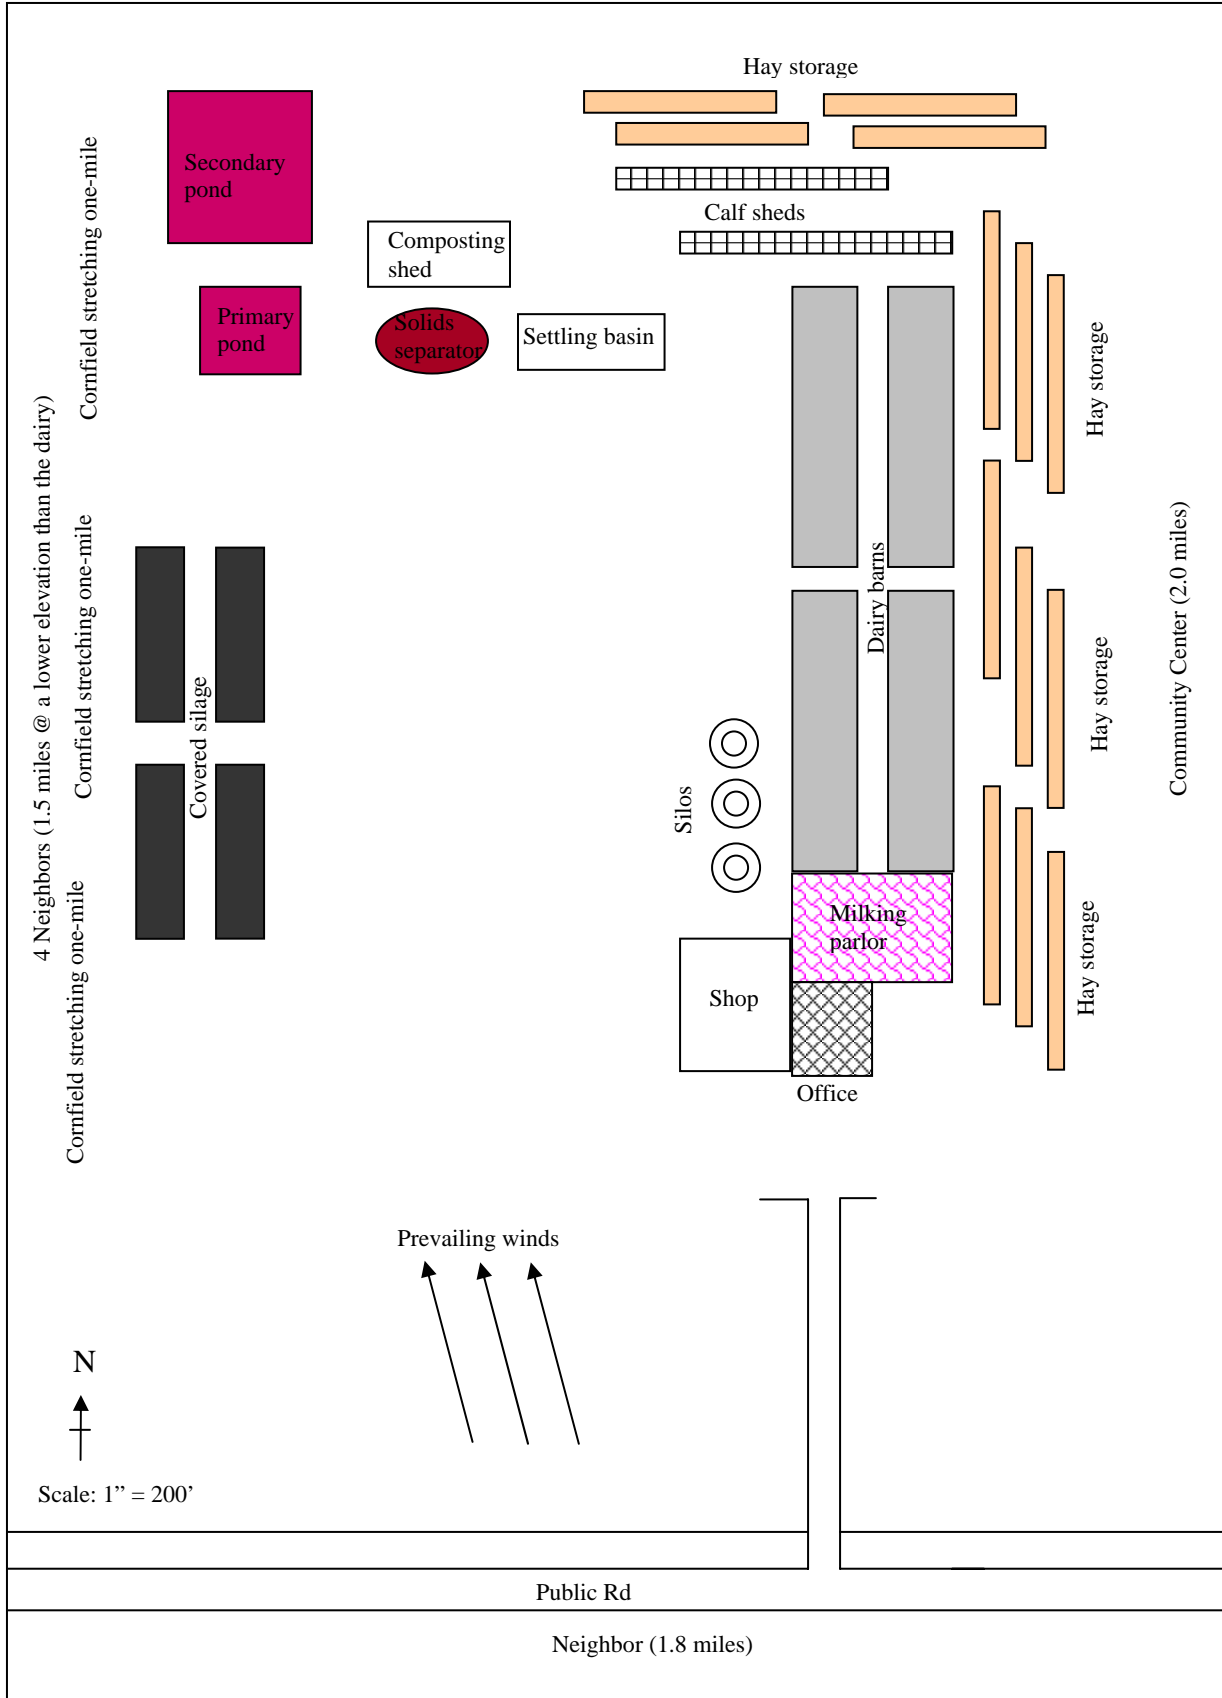 Hay storage
Secondary
pond
Cornfield stretching one-mile
Calf sheds
Composting
shed
Primary
pond
Solids
separator
Settling basin
Hay storage
4 Neighbors (1.5 miles @ a lower elevation than the dairy)
Cornfield stretching one-mile
Dairy barns
Community Center (2.0 miles)
Hay storage
Covered silage
Silos
Cornfield stretching one-mile
Milking
parlor
Hay storage
Shop
Office
Prevailing winds
N
Scale: 1” = 200’
Public Rd
Neighbor (1.8 miles)